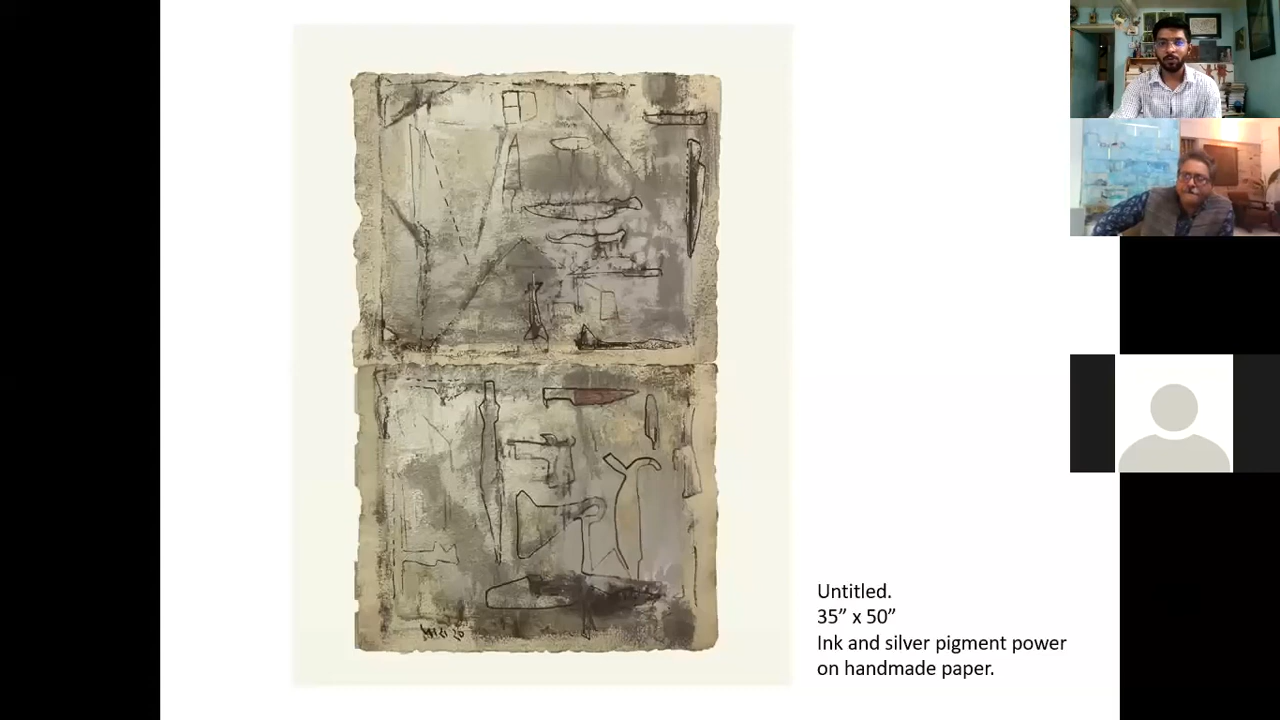 Untitled.
35” x 50”
Ink and silver pigment power
on handmade paper.